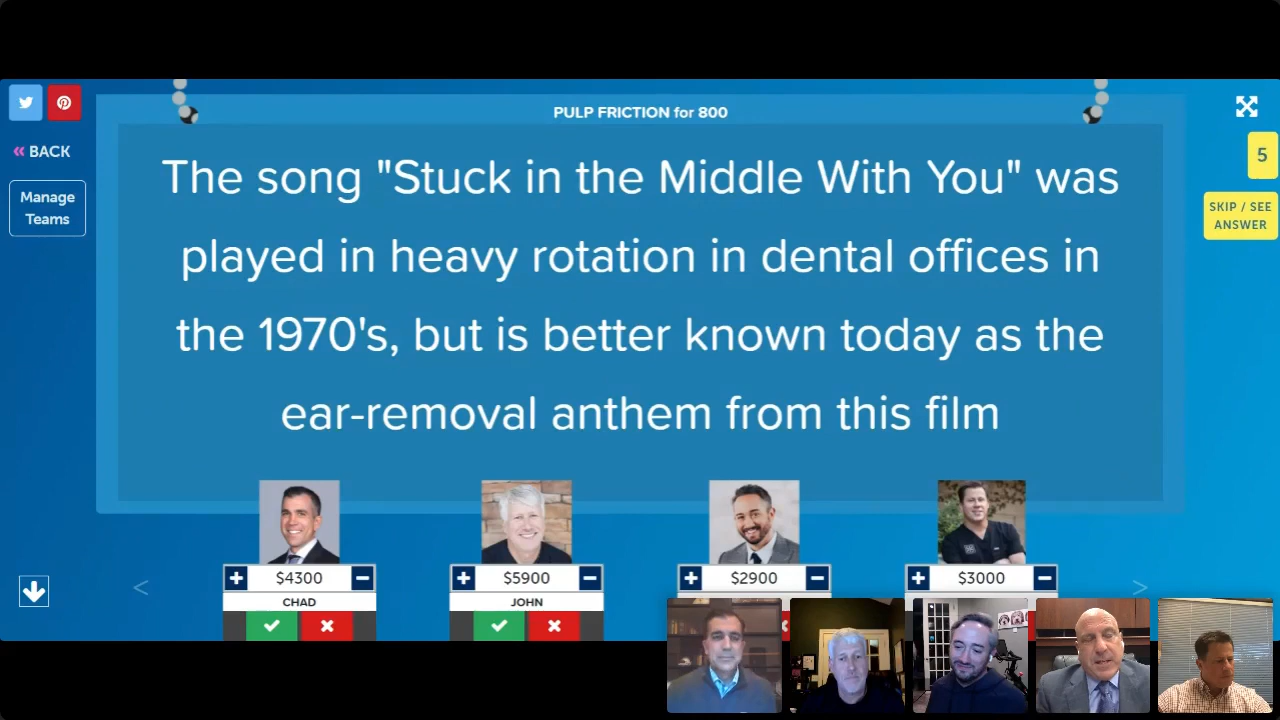 PULP FRICTION for 800
« BACK
Manage
Teams
The song "Stuck in the Middle With You" was
played in heavy rotation in dental offices in
the 1970's, but is better known today as the
ear-removal anthem from this film
5
SKIP / SEE
ANSWER
$4300
$5900
$2900
$3000
CHAD
JOHN